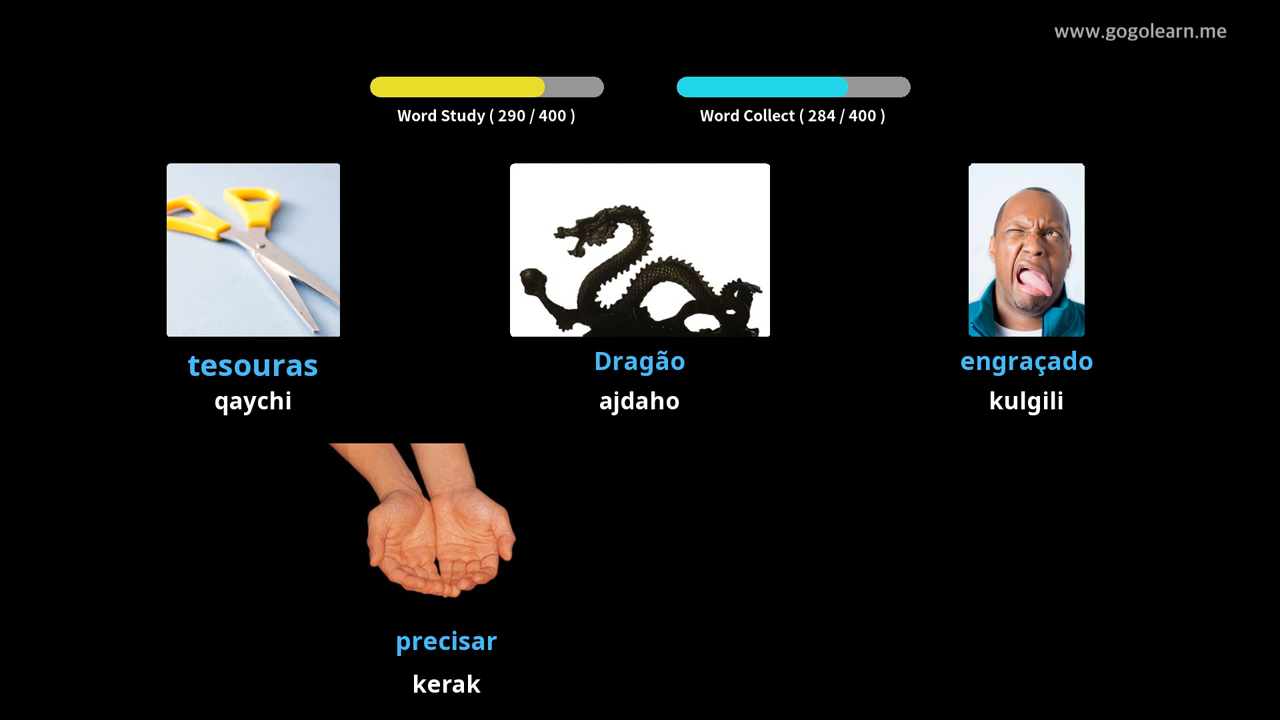 www.gogolearn.me
Word Study ( 290 / 400 )
Word Collect ( 284 / 400 )
tesouras
qaychi
Dragão
ajdaho
engraçado
kulgili
precisar
kerak